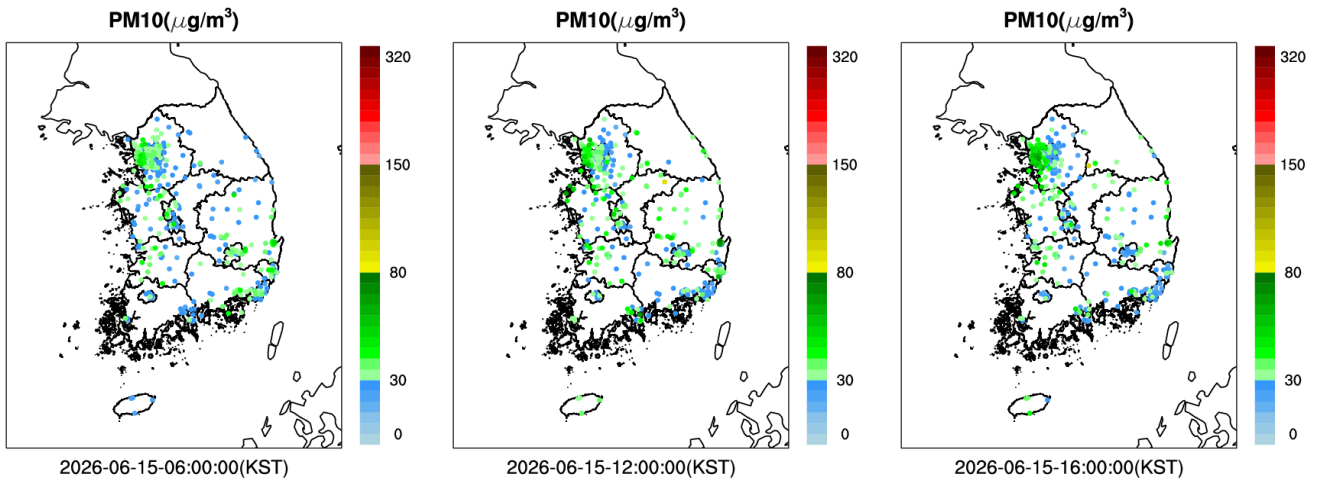 PM10(μg/m³) PM10(μg/m³) PM10(μg/m³)
320 320 320
150 150 150
80 80 80
30 30 30
0 0 0
2026-06-15-06:00:00(KST) 2026-06-15-12:00:00(KST) 2026-06-15-16:00:00(KST)